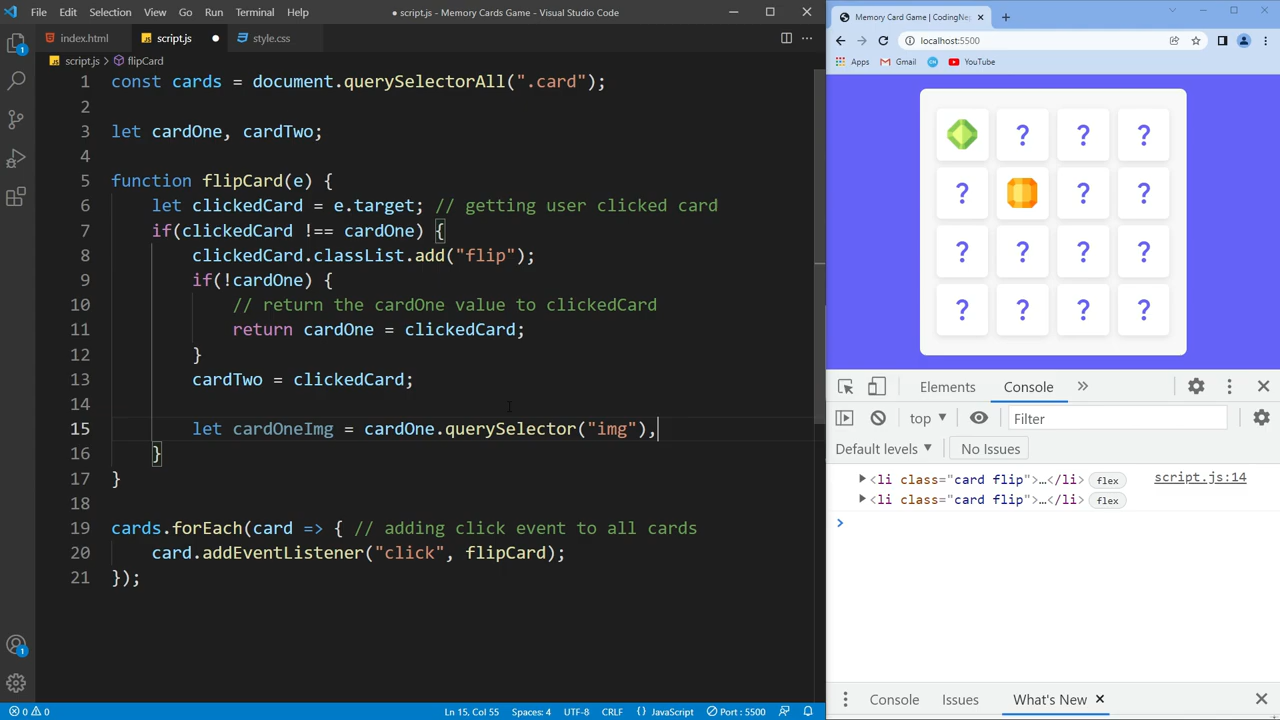 File Edit Selection View Go Run Terminal Help
● script.js - Memory Cards Game - Visual Studio Code
index.html
script.js
style.css
script.js > flipCard
1 const cards = document.querySelectorAll(".card");
2
3 let cardOne, cardTwo;
4
5 function flipCard(e) {
6 let clickedCard = e.target; // getting user clicked card
7 if(clickedCard !== cardOne) {
8 clickedCard.classList.add("flip");
9 if(!cardOne) {
10 // return the cardOne value to clickedCard
11 return cardOne = clickedCard;
12 }
13 cardTwo = clickedCard;
14
15 let cardOneImg = cardOne.querySelector("img"),
16 }
17 }
18
19 cards.forEach(card => { // adding click event to all cards
20 card.addEventListener("click", flipCard);
21 });
1
1
0 0
Ln 15, Col 55 Spaces: 4 UTF-8 CRLF {} JavaScript Port : 5500
Memory Card Game | CodingNe
localhost:5500
Apps Gmail YouTube
? ? ?
? ? ?
? ? ? ?
? ? ? ?
Elements Console
top Filter
Default levels No Issues
<li class="card flip">…</li> flex script.js:14
<li class="card flip">…</li> flex
Console Issues What's New